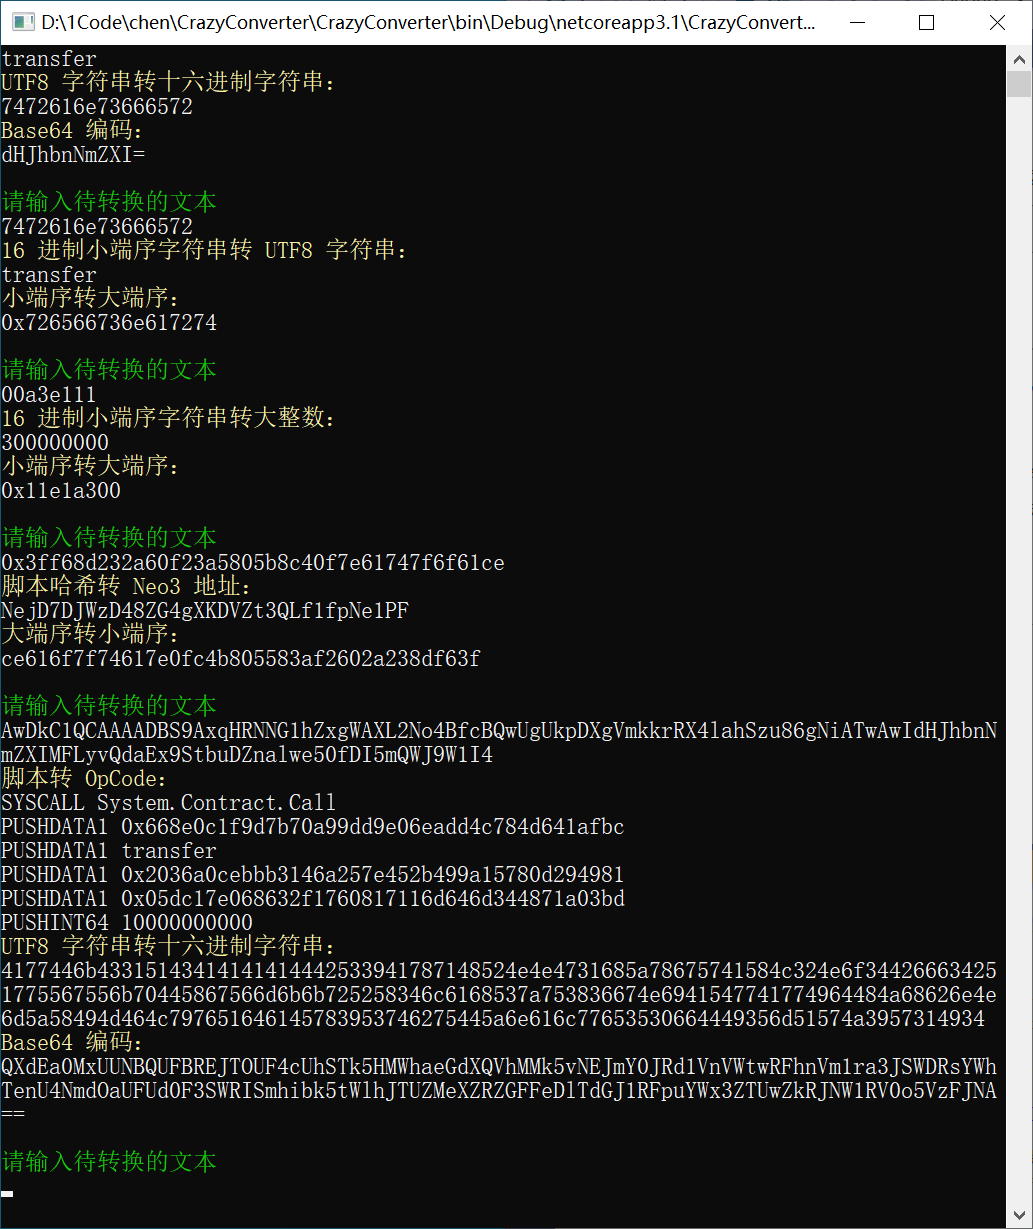 D:\1Code\chen\CrazyConverter\CrazyConverter\bin\Debug\netcoreapp3.1\CrazyConvert...
transfer
UTF8 字符串转十六进制字符串:
7472616e73666572
Base64 编码:
dHJhbnNmZXI=
请输入待转换的文本
7472616e73666572
16 进制小端序字符串转 UTF8 字符串:
transfer
小端序转大端序:
0x726566736e617274
请输入待转换的文本
00a3e111
16 进制小端序字符串转大整数:
300000000
小端序转大端序:
0x11e1a300
请输入待转换的文本
0x3ff68d232a60f23a5805b8c40f7e61747f6f61ce
脚本哈希转 Neo3 地址:
NejD7DJWzD48ZG4gXKDVZt3QLf1fpNe1PF
大端序转小端序:
ce616f7f74617e0fc4b805583af2602a238df63f
请输入待转换的文本
AwDkC1QCAAAADBS9AxqHRNNG1hZxgWAXL2No4BfcBQwUgUkpDXgVmkkrRX4lahSzu86gNiATwAwIdHJhbnN
mZXIMFLyvQdaEx9StbuDZnalwe50fDI5mQWJ9W1I4
脚本转 OpCode:
SYSCALL System.Contract.Call
PUSHDATA1 0x668e0c1f9d7b70a99dd9e06eadd4c784d641afbc
PUSHDATA1 transfer
PUSHDATA1 0x2036a0cebbb3146a257e452b499a15780d294981
PUSHDATA1 0x05dc17e068632f1760817116d646d344871a03bd
PUSHINT64 10000000000
UTF8 字符串转十六进制字符串:
4177446b43315143414141414442533941787148524e4e4731685a78675741584c324e6f344266634251
775567556b70445867566d6b6b725258346c6168537a753836674e6941547741774964484a68626e4e
6d5a58494d464c79765164614578395374627544 5a6e616c77653530664449356d51574a3957314934
Base64 编码:
QXdEa0MxUUNBQUFBREJTOUF4cUhSTk5HMWhaeGdXQVhMMk5vNEJmY0JRd1VnVWtwRFhnVm1ra3JSWDRsYWh
TenU4NmdOaUFUd0F3SWRISmhibk5tWlhJTUZMeXZRZGFFeDlTdGJ1RFpuYWx3ZTUwZkRJNW1RV0o5VzFJNA
==
请输入待转换的文本